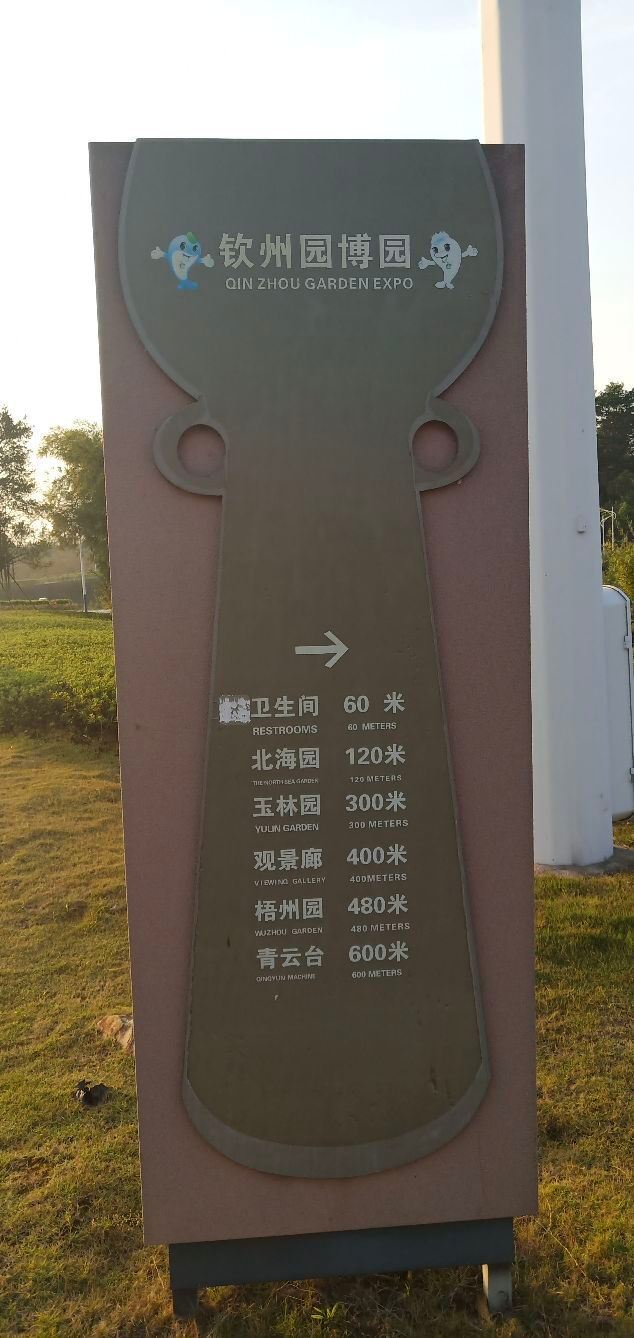 钦州园博园
QIN ZHOU GARDEN EXPO
→
卫生间 60 米
RESTROOMS 60 METERS
北海园 120米
THE NORTH SEA GARDEN 120 METERS
玉林园 300米
YULIN GARDEN 300 METERS
观景廊 400米
VIEWING GALLERY 400METERS
梧州园 480米
WUZHOU GARDEN 480 METERS
青云台 600米
QINGYUN MACHINE 600 METERS